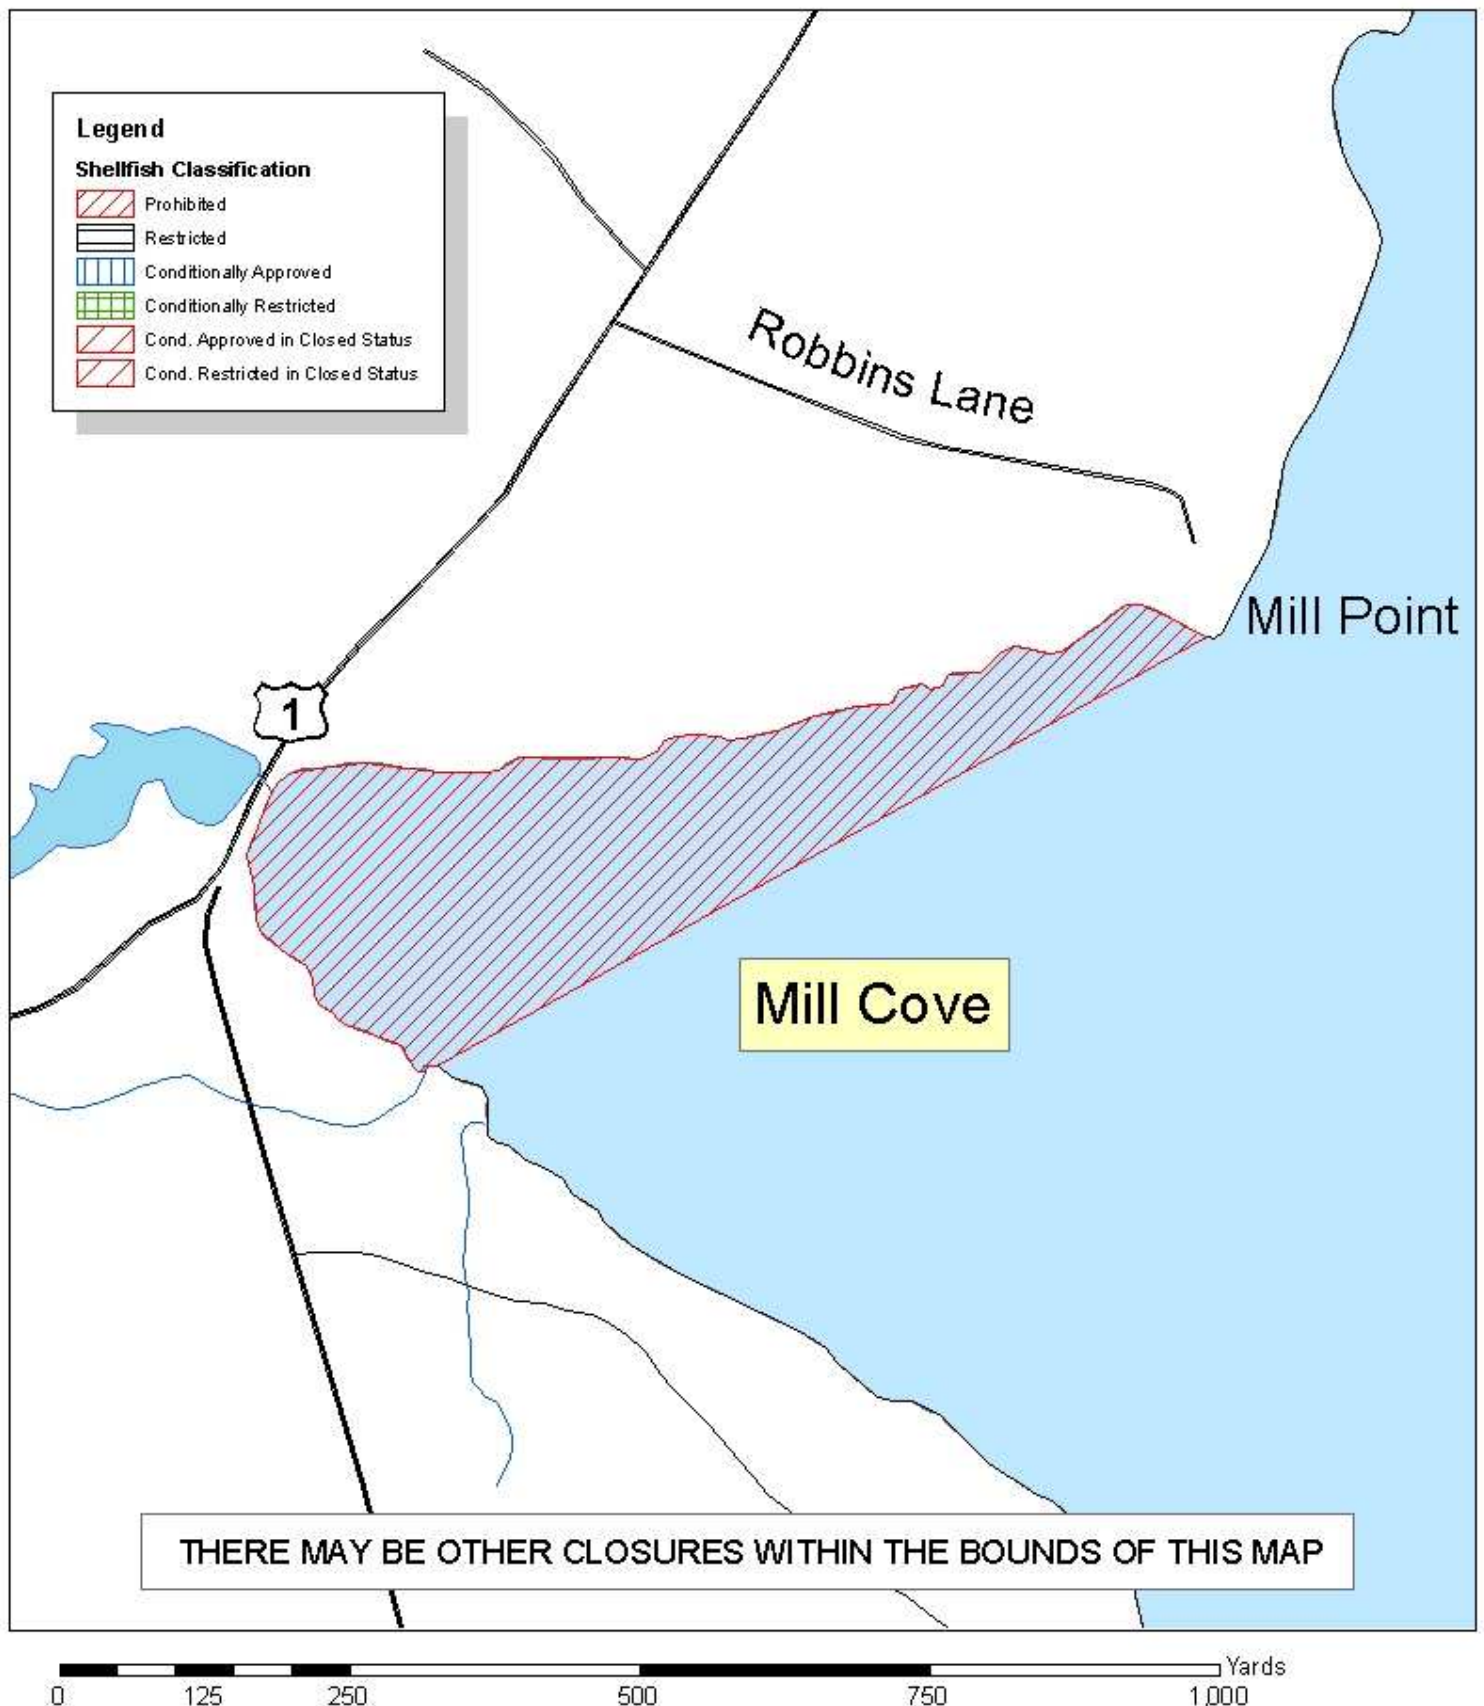 Legend
Shellfish Classification
Prohibited
Restricted
Conditionally Approved
Conditionally Restricted
Cond. Approved in Closed Status
Cond. Restricted in Closed Status
Robbins Lane
Mill Point
1
Mill Cove
THERE MAY BE OTHER CLOSURES WITHIN THE BOUNDS OF THIS MAP
Yards
0 125 250 500 750 1,000